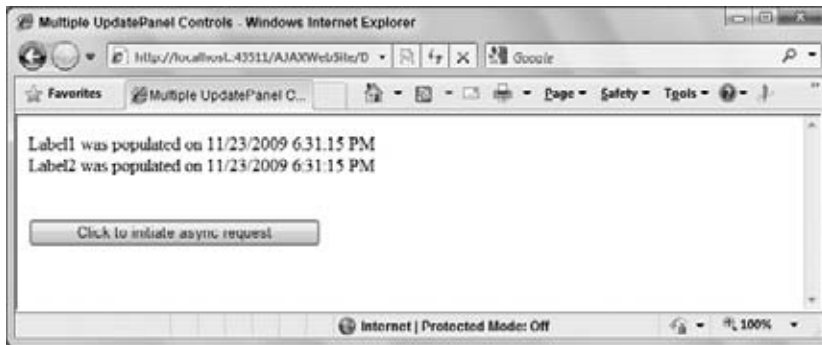 Multiple UpdatePanel Controls - Windows Internet Explorer
http://localhost:43511/AJAXWebSite/D
Google
Favorites
Multiple UpdatePanel C...
Page
Safety
Tools
Label1 was populated on 11/23/2009 6:31:15 PM
Label2 was populated on 11/23/2009 6:31:15 PM
Click to initiate async request
Internet | Protected Mode: Off
100%